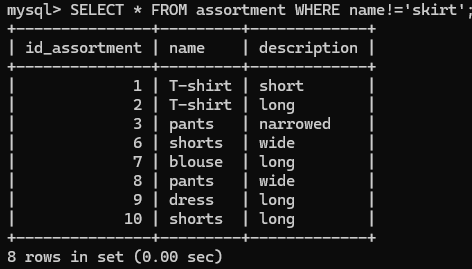 mysql> SELECT * FROM assortment WHERE name!='skirt';
+---------------+---------+-------------+
| id_assortment | name    | description |
+---------------+---------+-------------+
|             1 | T-shirt | short       |
|             2 | T-shirt | long        |
|             3 | pants   | narrowed    |
|             6 | shorts  | wide        |
|             7 | blouse  | long        |
|             8 | pants   | wide        |
|             9 | dress   | long        |
|            10 | shorts  | long        |
+---------------+---------+-------------+
8 rows in set (0.00 sec)